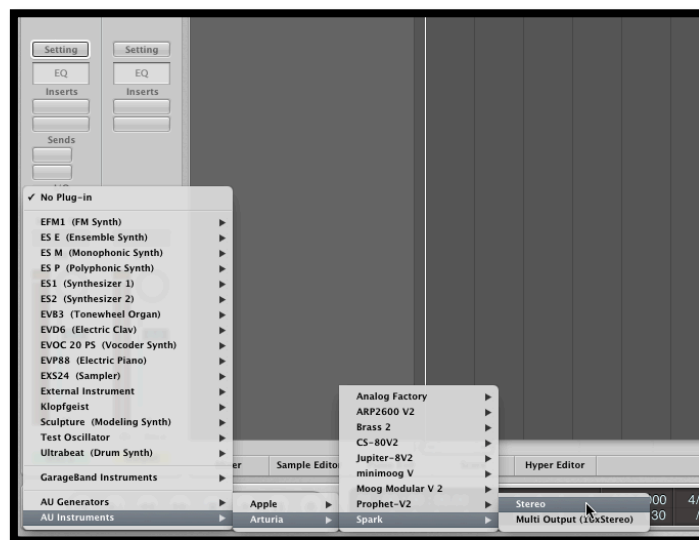 Setting
Setting
EQ
EQ
Inserts
Inserts
Sends
✓ No Plug-in
EFM1 (FM Synth)
ES E (Ensemble Synth)
ES M (Monophonic Synth)
ES P (Polyphonic Synth)
ES1 (Synthesizer 1)
ES2 (Synthesizer 2)
EVB3 (Tonewheel Organ)
EVD6 (Electric Clav)
EVOC 20 PS (Vocoder Synth)
EVP88 (Electric Piano)
EXS24 (Sampler)
External Instrument
Klopfgeist
Sculpture (Modeling Synth)
Test Oscillator
Ultrabeat (Drum Synth)
GarageBand Instruments
AU Generators
AU Instruments
Apple
Arturia
Analog Factory
ARP2600 V2
Brass 2
CS-80V2
Jupiter-8V2
minimoog V
Moog Modular V 2
Prophet-V2
Spark
Stereo
Multi Output (16xStereo)
Sample Edito
Hyper Editor
00 4/
30 /